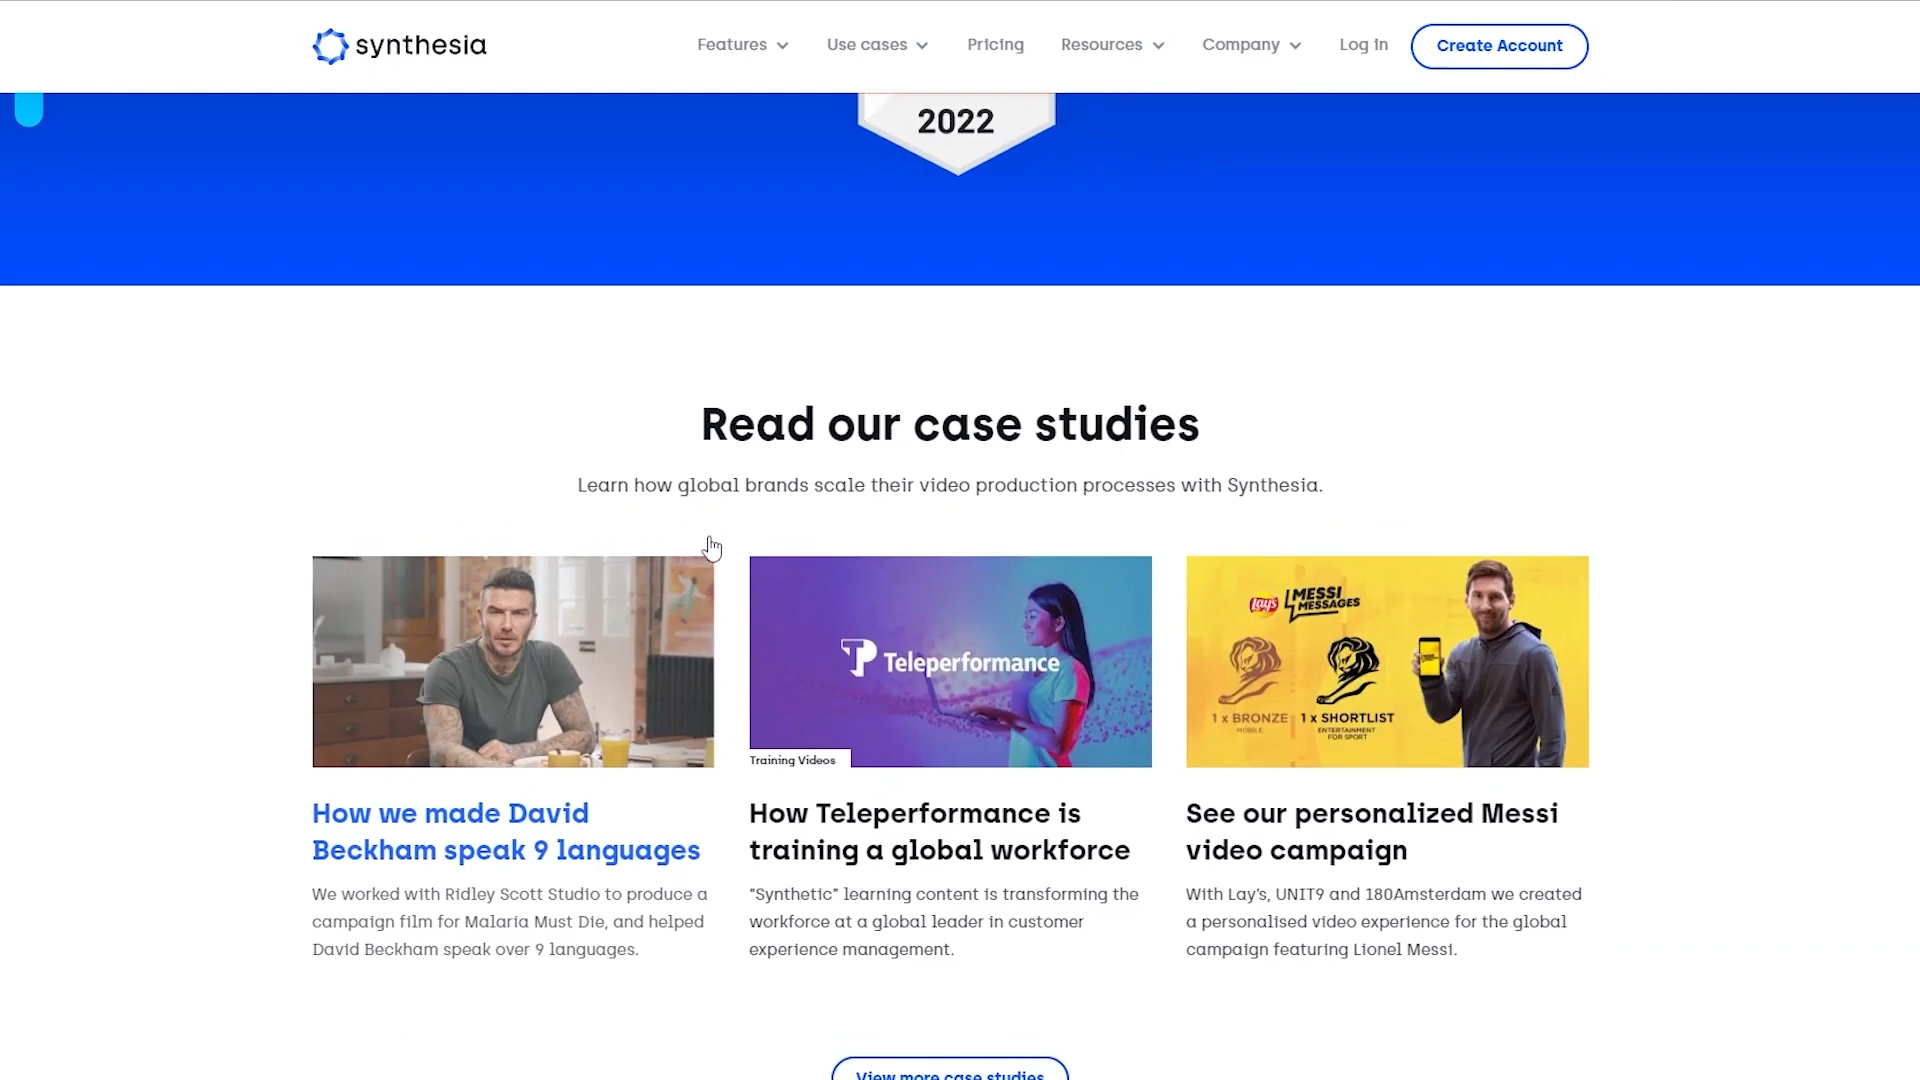 synthesia
Features
Use cases
Pricing
Resources
Company
Log in
Create Account
2022
Read our case studies
Learn how global brands scale their video production processes with Synthesia.
Teleperformance
Training Videos
Lay's
MESSI
MESSAGES
1 x BRONZE
MOBILE
1 x SHORTLIST
ENTERTAINMENT
FOR SPORT
How we made David
Beckham speak 9 languages
We worked with Ridley Scott Studio to produce a
campaign film for Malaria Must Die, and helped
David Beckham speak over 9 languages.
How Teleperformance is
training a global workforce
“Synthetic” learning content is transforming the
workforce at a global leader in customer
experience management.
See our personalized Messi
video campaign
With Lay’s, UNIT9 and 180Amsterdam we created
a personalised video experience for the global
campaign featuring Lionel Messi.
View more case studies